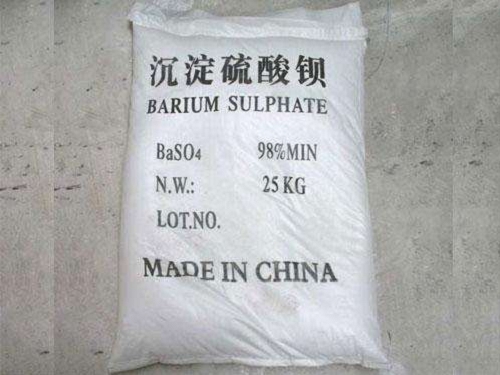 沉淀硫酸钡
BARIUM SULPHATE
BaSO4 98%MIN
N.W.: 25 KG
LOT.NO.
MADE IN CHINA